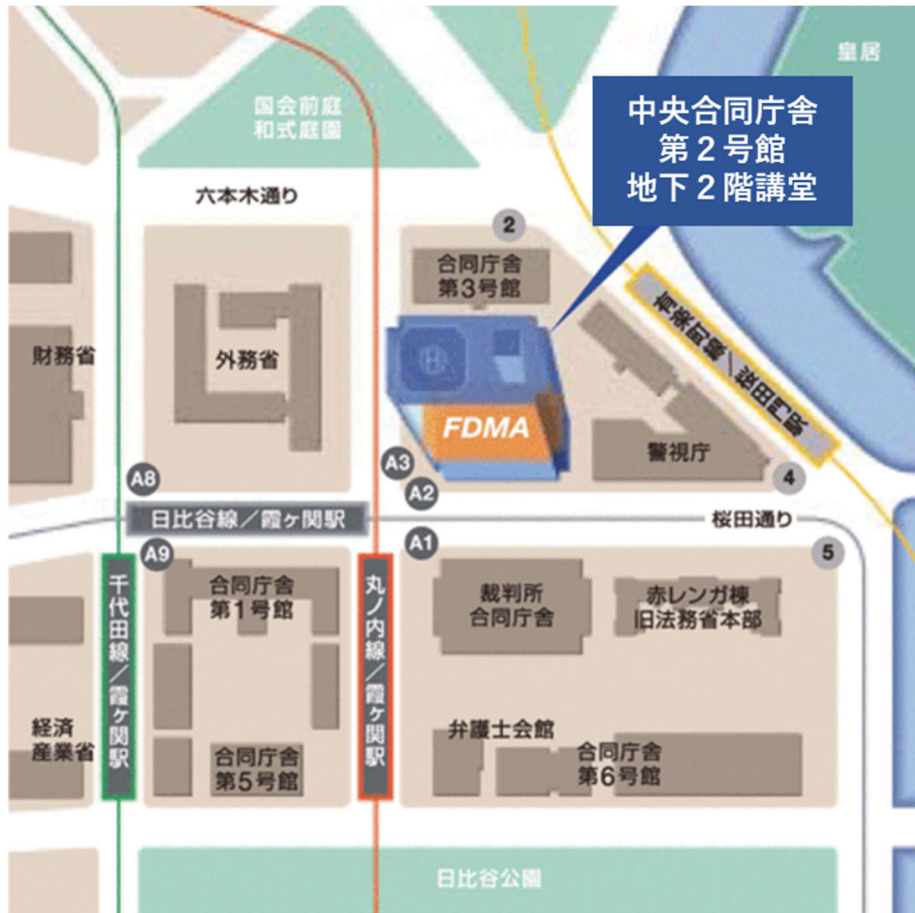 皇居
国会前庭
和式庭園
中央合同庁舎
第２号館
地下２階講堂
六本木通り
2
合同庁舎
第3号館
有楽町線／桜田門駅
財務省
外務省
H
FDMA
警視庁
A3
A8
A2
4
日比谷線／霞ヶ関駅
桜田通り
A9
A1
5
千代田線／霞ヶ関駅
合同庁舎
第1号館
丸ノ内線／霞ヶ関駅
裁判所
合同庁舎
赤レンガ棟
旧法務省本部
経済
産業省
合同庁舎
第5号館
弁護士会館
合同庁舎
第6号館
日比谷公園